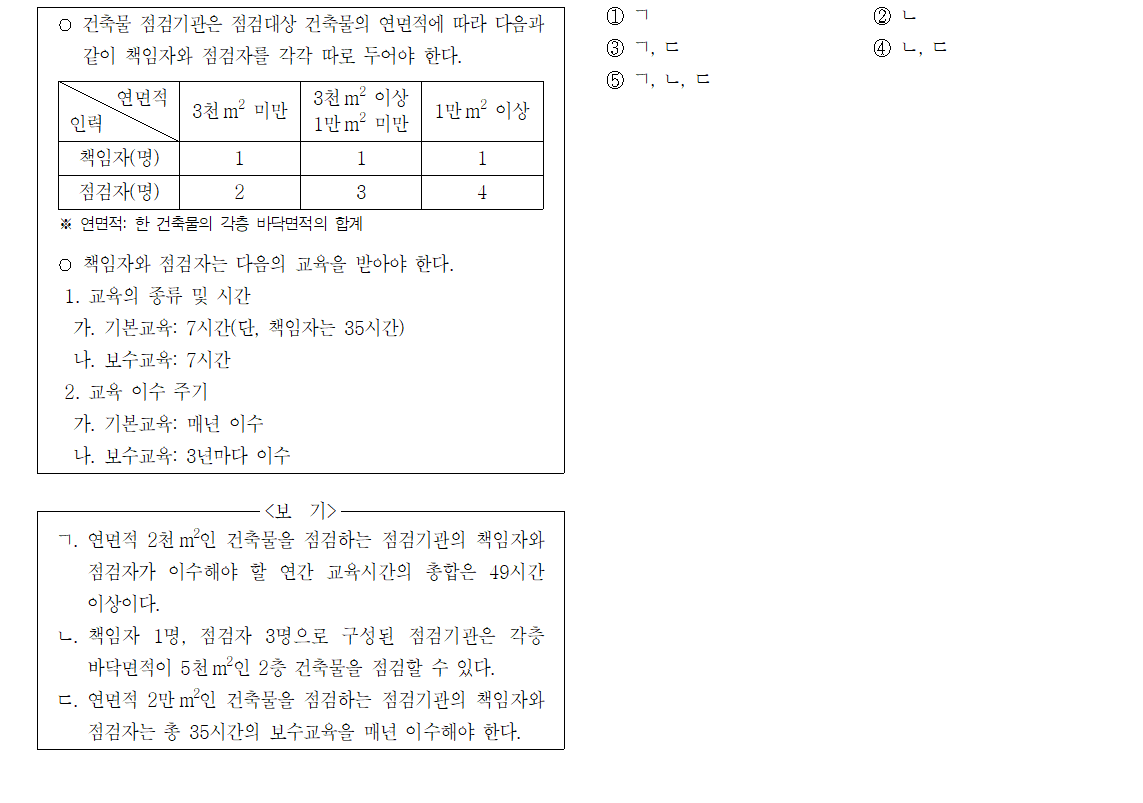 ○ 건축물 점검기관은 점검대상 건축물의 연면적에 따라 다음과
같이 책임자와 점검자를 각각 따로 두어야 한다.
연면적
인력
3천㎡ 미만
3천㎡ 이상
1만㎡ 미만
1만㎡ 이상
책임자(명) 1 1 1
점검자(명) 2 3 4
※ 연면적: 한 건축물의 각층 바닥면적의 합계
○ 책임자와 점검자는 다음의 교육을 받아야 한다.
1. 교육의 종류 및 시간
가. 기본교육: 7시간(단, 책임자는 35시간)
나. 보수교육: 7시간
2. 교육 이수 주기
가. 기본교육: 매년 이수
나. 보수교육: 3년마다 이수
<보 기>
ㄱ. 연면적 2천㎡인 건축물을 점검하는 점검기관의 책임자와
점검자가 이수해야 할 연간 교육시간의 총합은 49시간
이상이다.
ㄴ. 책임자 1명, 점검자 3명으로 구성된 점검기관은 각층
바닥면적이 5천㎡인 2층 건축물을 점검할 수 있다.
ㄷ. 연면적 2만㎡인 건축물을 점검하는 점검기관의 책임자와
점검자는 총 35시간의 보수교육을 매년 이수해야 한다.
① ㄱ ② ㄴ
③ ㄱ, ㄷ ④ ㄴ, ㄷ
⑤ ㄱ, ㄴ, ㄷ